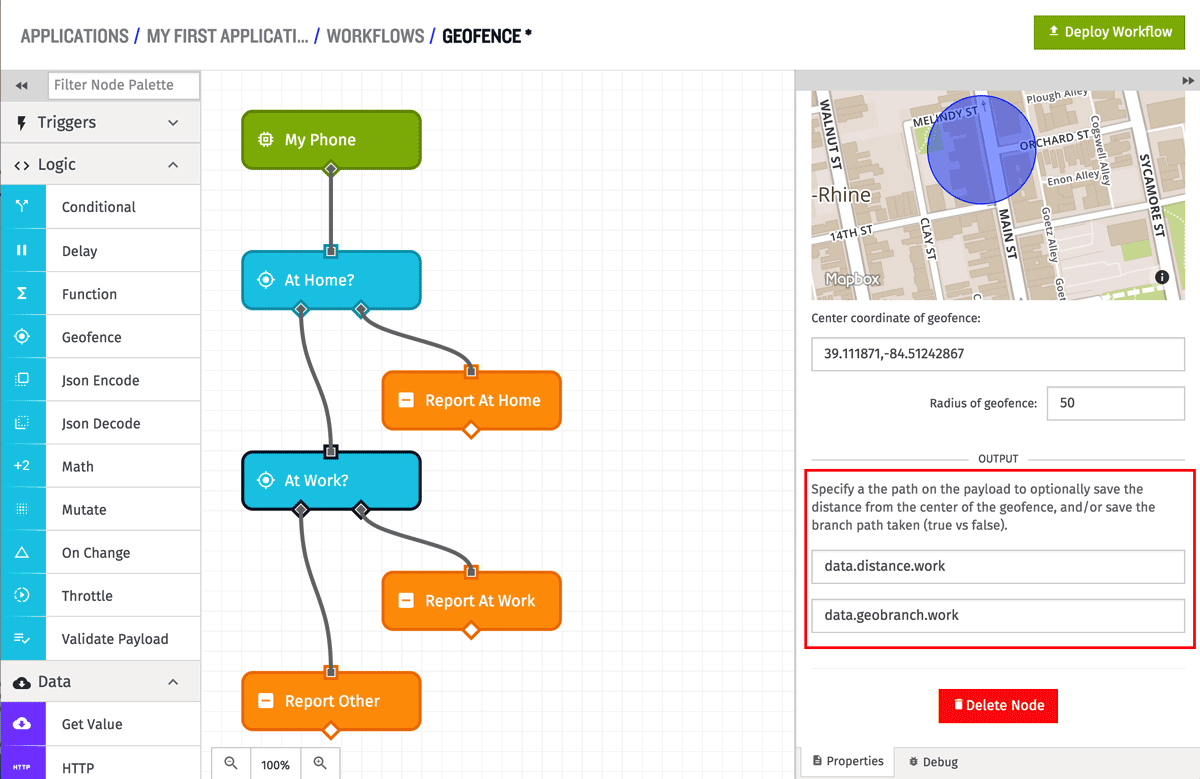 APPLICATIONS / MY FIRST APPLICATI... / WORKFLOWS / GEOFENCE *
Deploy Workflow
Filter Node Palette
Triggers
Logic
Conditional
Delay
Function
Geofence
Json Encode
Json Decode
+2 Math
Mutate
On Change
Throttle
Validate Payload
Data
Get Value
HTTP HTTP
My Phone
At Home?
Report At Home
At Work?
Report At Work
Report Other
100%
WALNUT ST
MELINDY ST
Plough Alley
ORCHARD ST
Cogswell Alley
Enon Alley
SYCAMORE ST
-Rhine
14TH ST
CLAY ST
MAIN ST
Goetz Alley
Goet
Mapbox
Center coordinate of geofence:
39.111871,-84.51242867
Radius of geofence: 50
OUTPUT
Specify a the path on the payload to optionally save the
distance from the center of the geofence, and/or save the
branch path taken (true vs false).
data.distance.work
data.geobranch.work
Delete Node
Properties
Debug